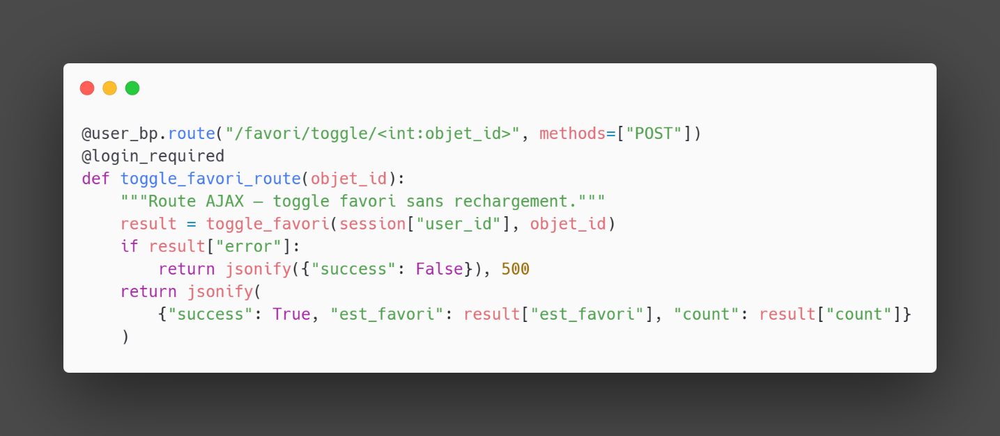 @user_bp.route("/favori/toggle/<int:objet_id>", methods=["POST"])
@login_required
def toggle_favori_route(objet_id):
    """Route AJAX — toggle favori sans rechargement."""
    result = toggle_favori(session["user_id"], objet_id)
    if result["error"]:
        return jsonify({"success": False}), 500
    return jsonify(
        {"success": True, "est_favori": result["est_favori"], "count": result["count"]}
    )